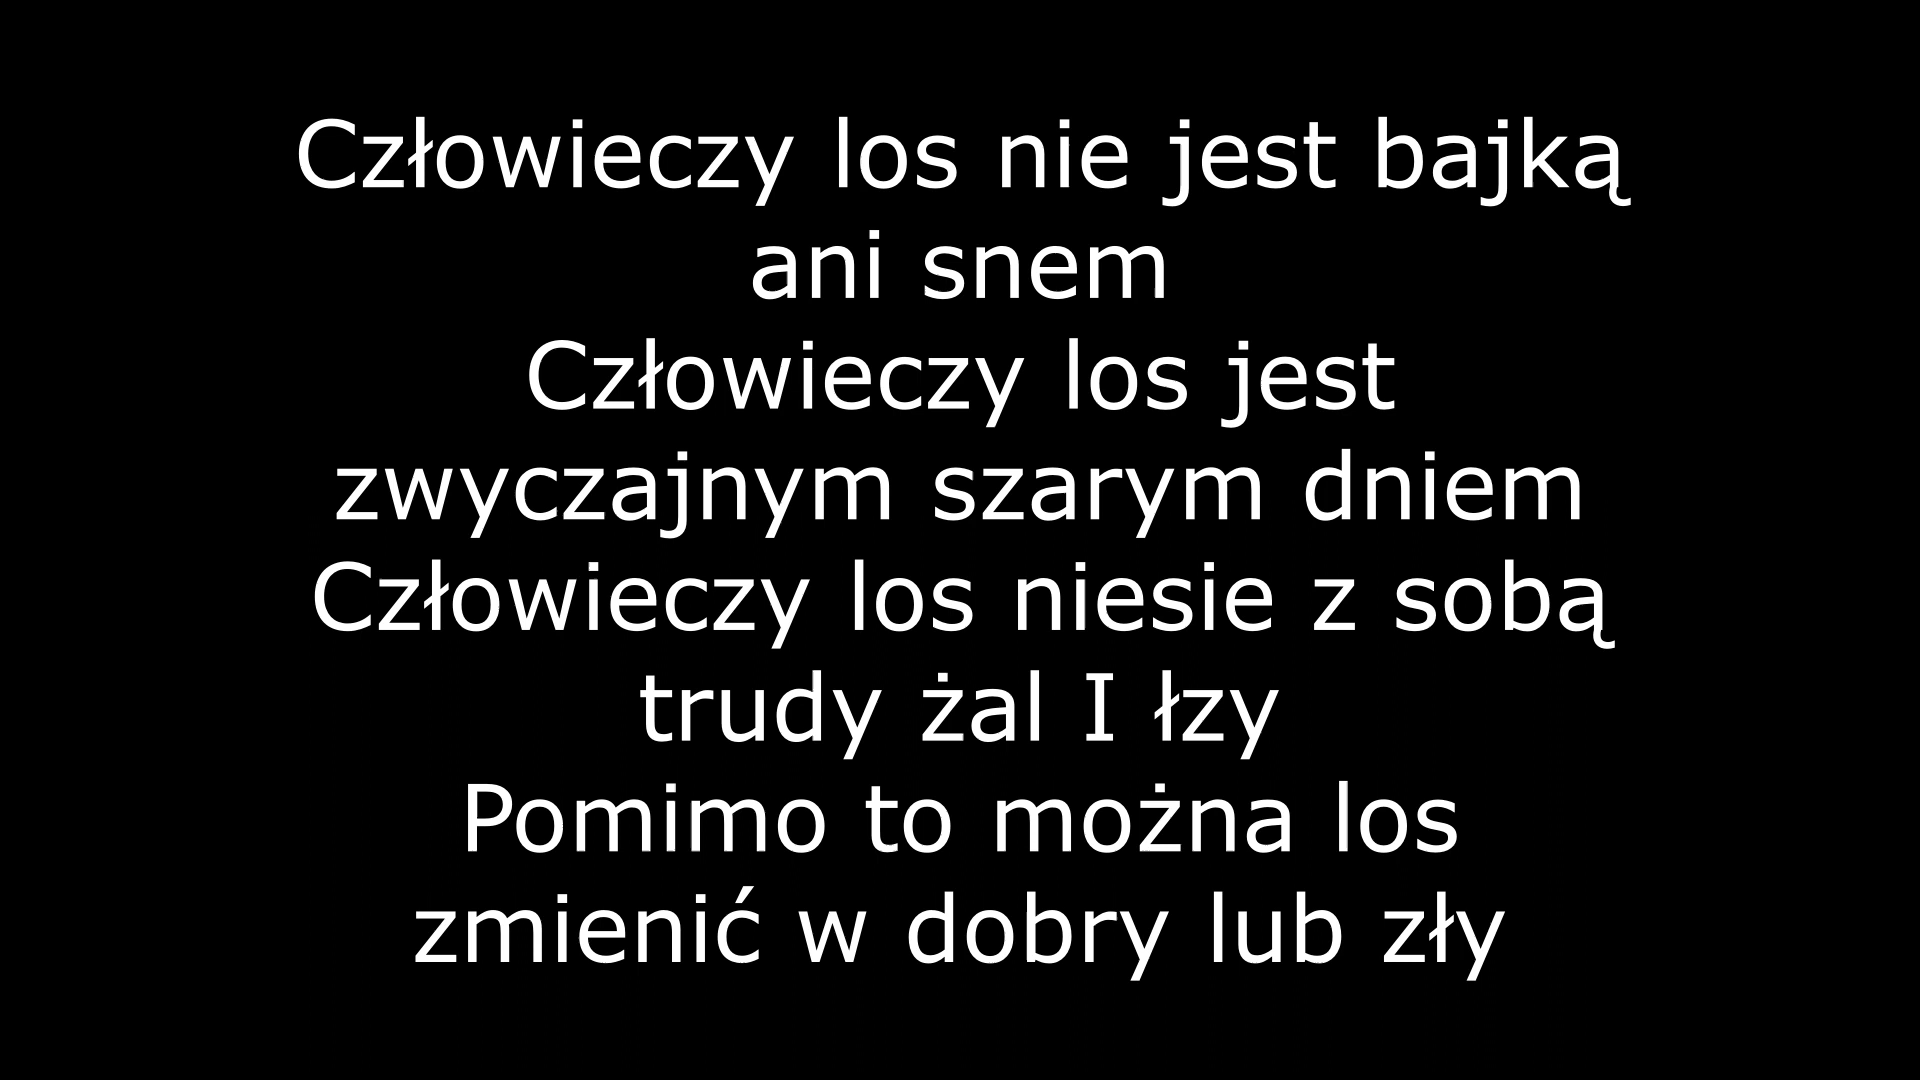 Człowieczy los nie jest bajką
ani snem
Człowieczy los jest
zwyczajnym szarym dniem
Człowieczy los niesie z sobą
trudy żal I łzy
Pomimo to można los
zmienić w dobry lub zły